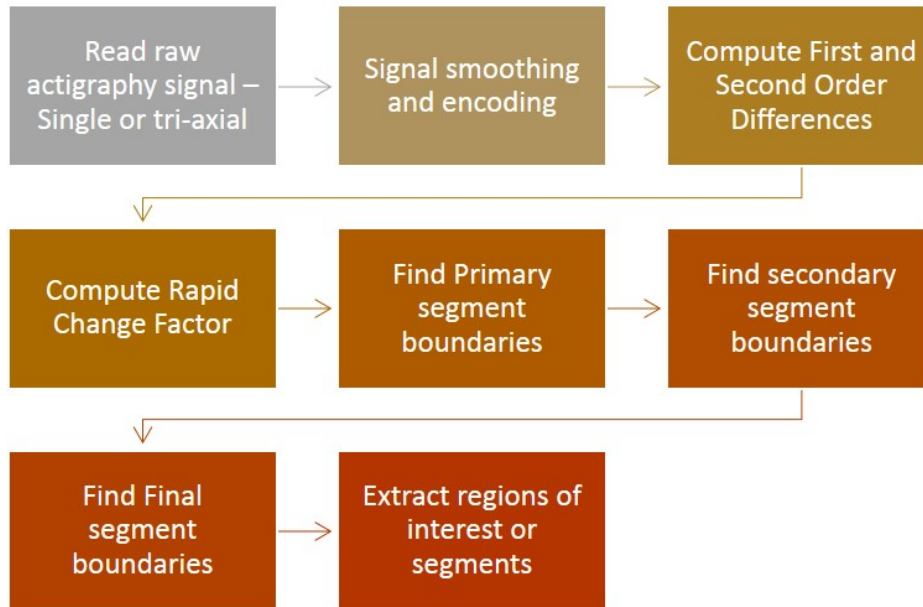 Read raw
actigraphy signal –
Single or tri-axial
Signal smoothing
and encoding
Compute First and
Second Order
Differences
Compute Rapid
Change Factor
Find Primary
segment
boundaries
Find secondary
segment
boundaries
Find Final
segment
boundaries
Extract regions of
interest or
segments